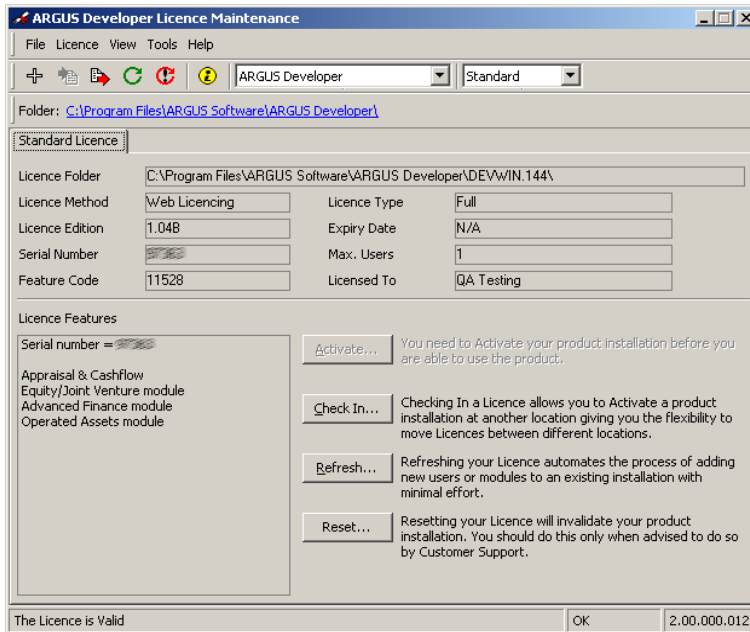 ARGUS Developer Licence Maintenance
File Licence View Tools Help
ARGUS Developer Standard
Folder: C:\Program Files\ARGUS Software\ARGUS Developer\
Standard Licence
Licence Folder C:\Program Files\ARGUS Software\ARGUS Developer\DEVWIN.144\
Licence Method Web Licencing Licence Type Full
Licence Edition 1.04B Expiry Date N/A
Serial Number Max. Users 1
Feature Code 11528 Licensed To QA Testing
Licence Features
Serial number =
Appraisal & Cashflow
Equity/Joint Venture module
Advanced Finance module
Operated Assets module
Activate... You need to Activate your product installation before you
are able to use the product.
Check In... Checking In a Licence allows you to Activate a product
installation at another location giving you the flexibility to
move Licences between different locations.
Refresh... Refreshing your Licence automates the process of adding
new users or modules to an existing installation with
minimal effort.
Reset... Resetting your Licence will invalidate your product
installation. You should do this only when advised to do so
by Customer Support.
The Licence is Valid OK 2.00.000.012